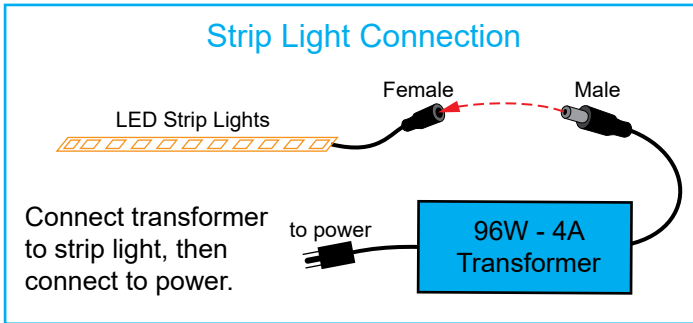 Strip Light Connection
Female
Male
LED Strip Lights
Connect transformer
to strip light, then
connect to power.
to power
96W - 4A
Transformer